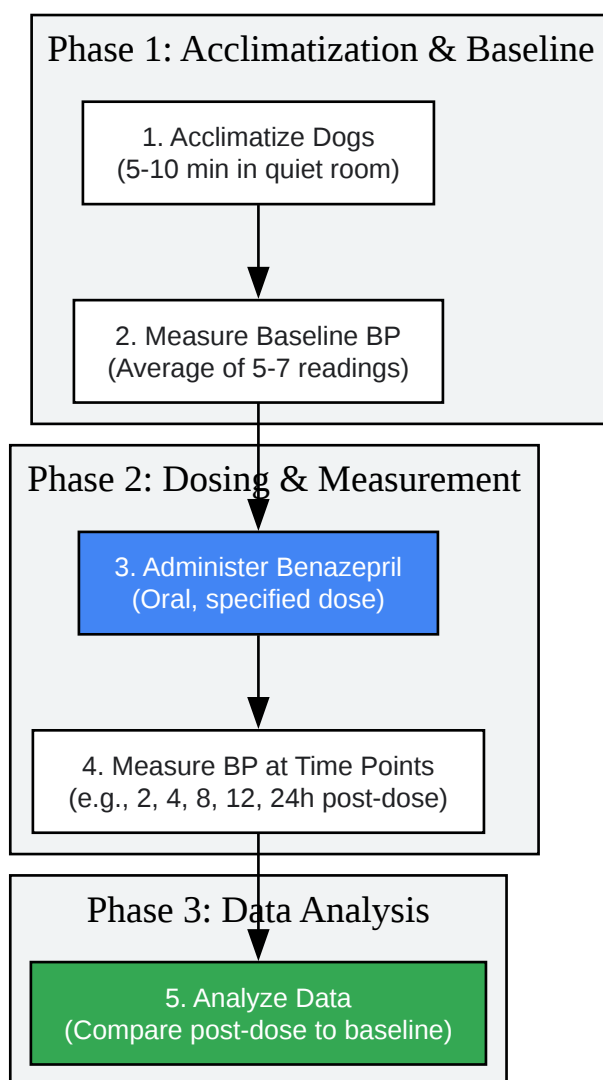 Phase 1: Acclimatization & Baseline
1. Acclimatize Dogs
(5-10 min in quiet room)
2. Measure Baseline BP
(Average of 5-7 readings)
Phase 2: Dosing & Measurement
3. Administer Benazepril
(Oral, specified dose)
4. Measure BP at Time Points
(e.g., 2, 4, 8, 12, 24h post-dose)
Phase 3: Data Analysis
5. Analyze Data
(Compare post-dose to baseline)